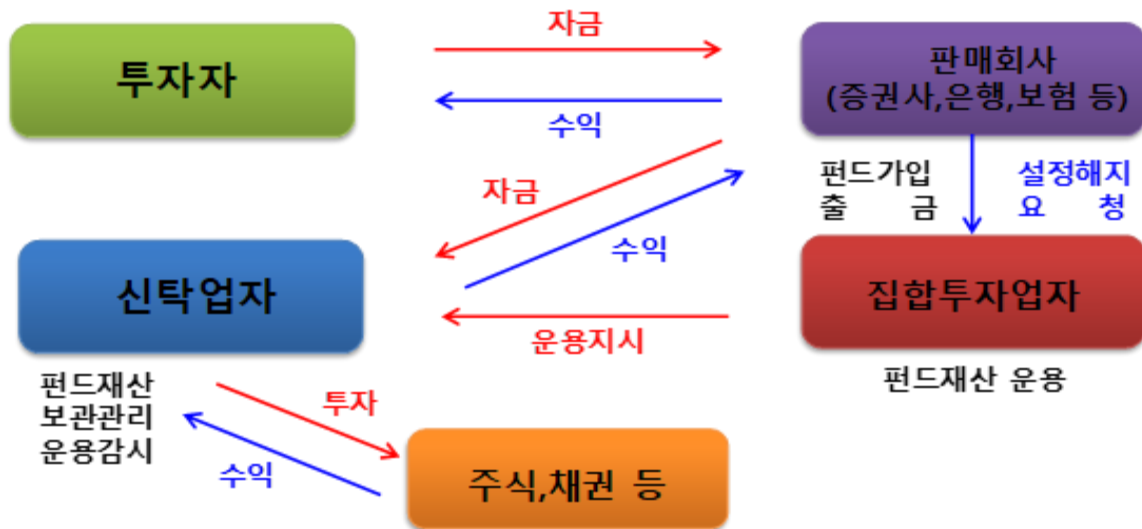 자금
투자자
판매회사
(증권사,은행,보험 등)
수익
자금
펀드가입 설정해지
출 금 요 청
수익
신탁업자
집합투자업자
운용지시
펀드재산
보관관리
운용감시
펀드재산 운용
투자
수익
주식,채권 등